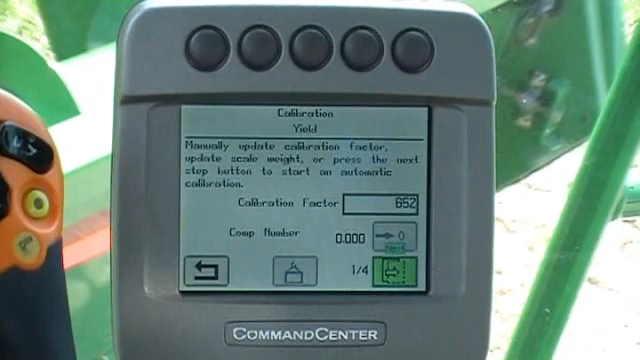 Calibration
Yield
Manually update calibration factor,
update scale weight, or press the next
step button to start an automatic
calibration.
Calibration Factor 652
Comp Number 0.000 0
1/4
COMMANDCENTER